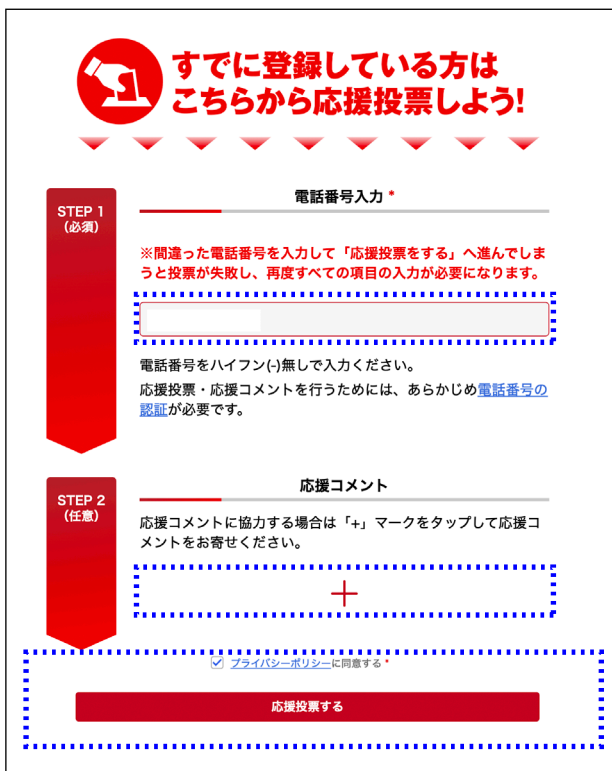 すでに登録している方は
こちらから応援投票しよう!
STEP 1
(必須)
電話番号入力 *
※間違った電話番号を入力して「応援投票をする」へ進んでしま
うと投票が失敗し、再度すべての項目の入力が必要になります。
電話番号をハイフン(-)無しで入力ください。
応援投票・応援コメントを行うためには、あらかじめ電話番号の
認証が必要です。
STEP 2
(任意)
応援コメント
応援コメントに協力する場合は「+」マークをタップして応援コ
メントをお寄せください。
+
プライバシーポリシーに同意する *
応援投票する